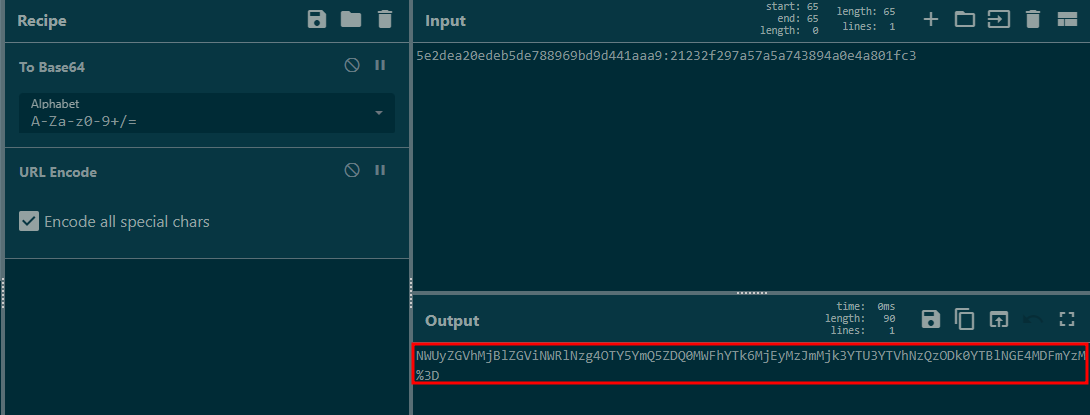 Recipe
To Base64
Alphabet
A-Za-z0-9+/=
URL Encode
Encode all special chars
Input
start: 65
end: 65
length: 0
length: 65
lines: 1
5e2dea20edeb5de788969bd9d441aaa9:21232f297a57a5a743894a0e4a801fc3
Output
time: 0ms
length: 90
lines: 1
NWUyZGVhMjBlZGViNWRlNzg4OTY5YmQ5ZDQ0MWFhYTk6MjEyMzJmMjk3YTU3YTVhNzQzODk0YTBlNGE4MDFmYzM
%3D